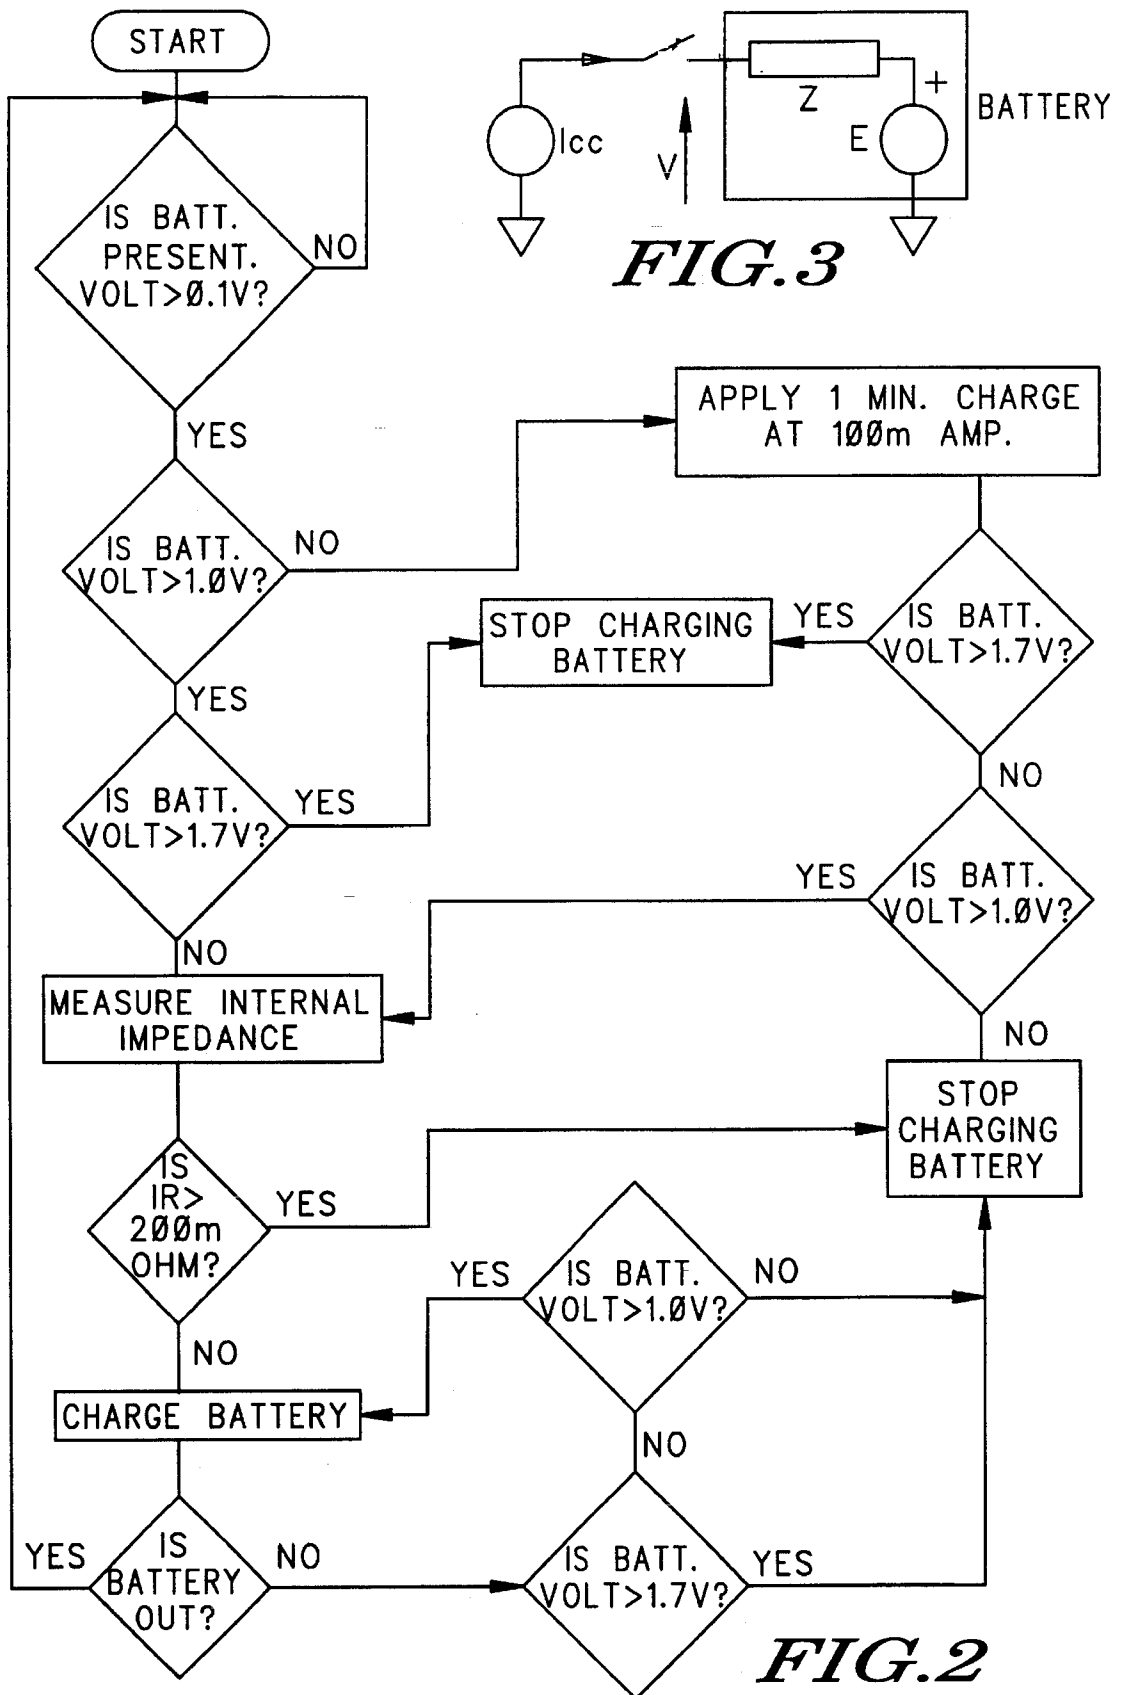 START
IS BATT.
PRESENT.
VOLT>0.1V?
NO
YES
IS BATT.
VOLT>1.0V?
NO
YES
IS BATT.
VOLT>1.7V?
YES
NO
MEASURE INTERNAL
IMPEDANCE
IS
IR>
200m
OHM?
YES
NO
CHARGE BATTERY
IS
BATTERY
OUT?
YES
NO
Icc
V
Z
E
+
BATTERY
FIG.3
APPLY 1 MIN. CHARGE
AT 100m AMP.
IS BATT.
VOLT>1.7V?
YES
STOP CHARGING
BATTERY
NO
IS BATT.
VOLT>1.0V?
YES
NO
STOP
CHARGING
BATTERY
IS BATT.
VOLT>1.0V?
YES
NO
NO
IS BATT.
VOLT>1.7V?
YES
FIG.2